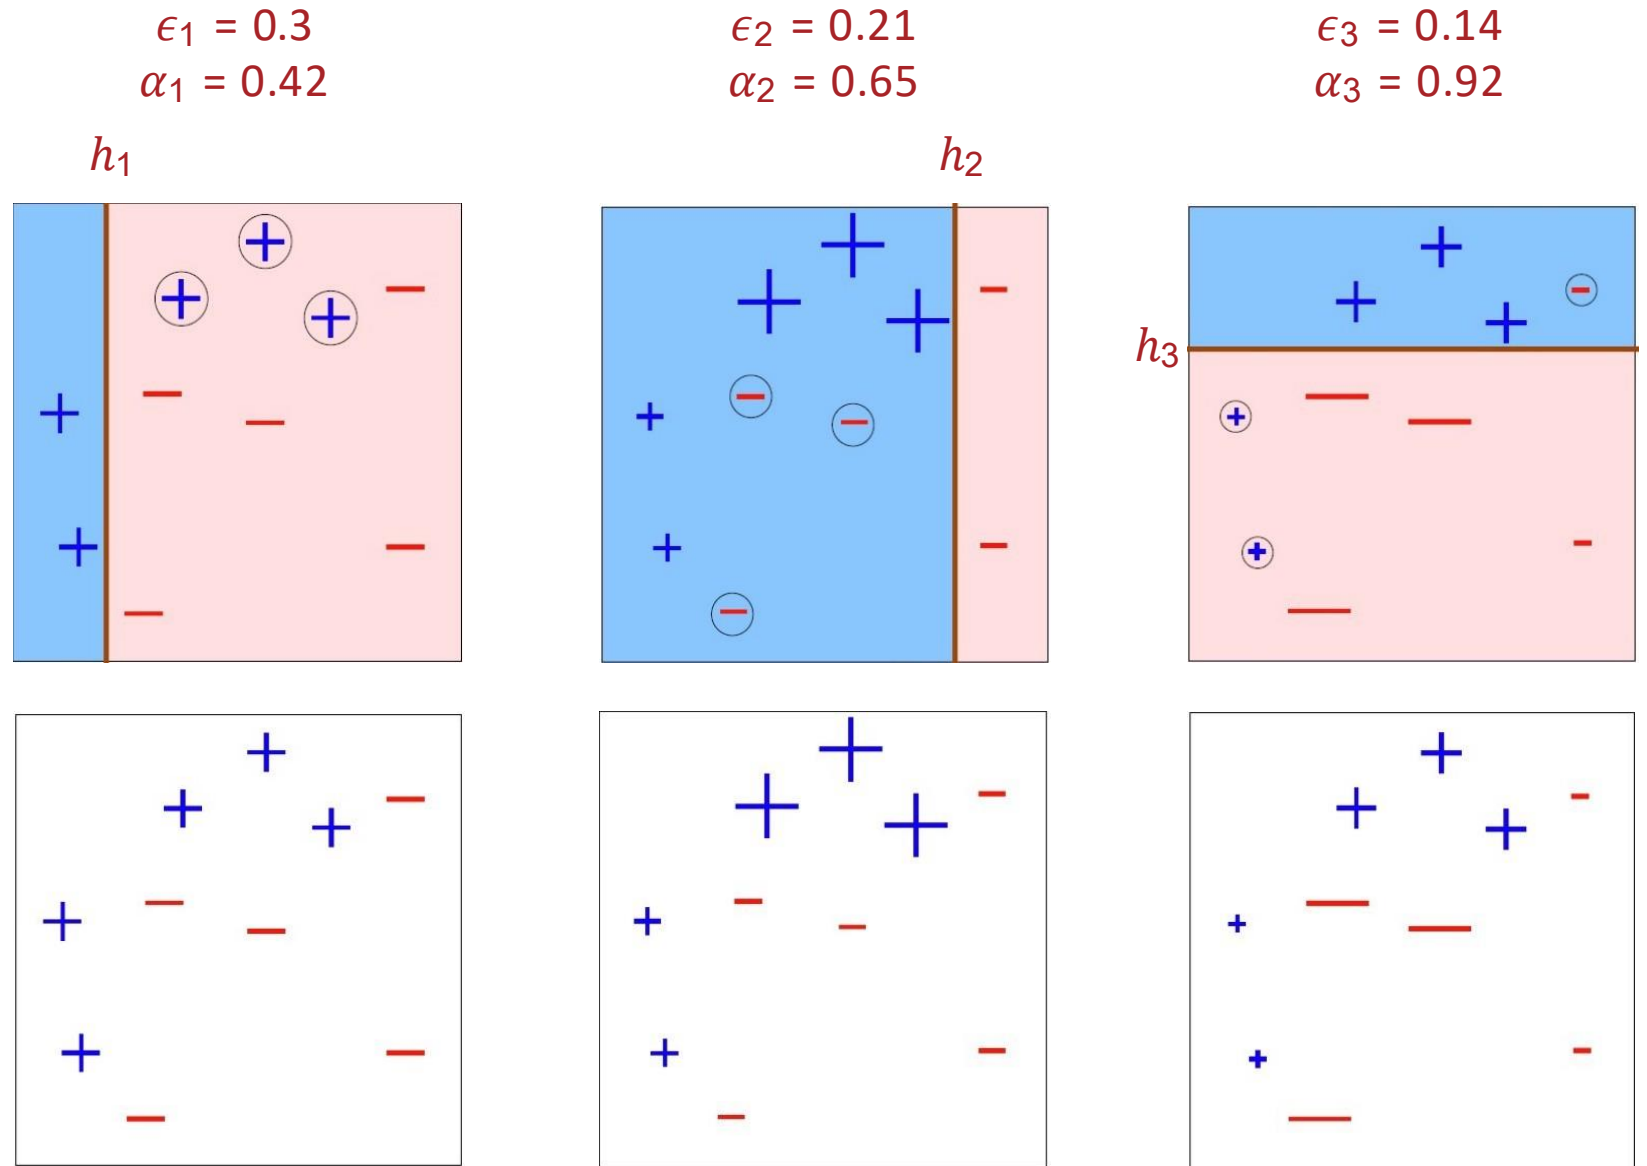 ϵ₁ = 0.3
α₁ = 0.42
h₁
ϵ₂ = 0.21
α₂ = 0.65
h₂
ϵ₃ = 0.14
α₃ = 0.92
h₃